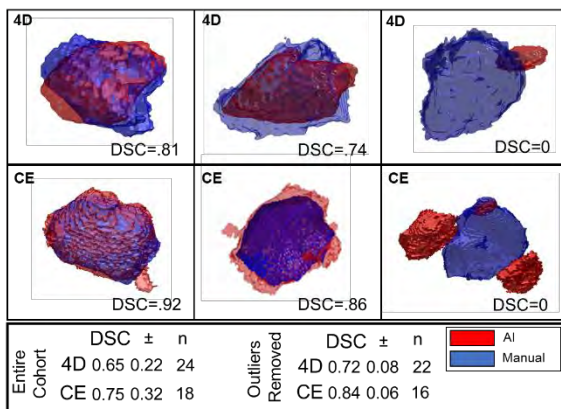 4D
DSC=.81
DSC=.74
4D
DSC=0
CE
DSC=.92
CE
DSC=.86
CE
DSC=0
Entire Cohort
DSC ± n
4D 0.65 0.22 24
CE 0.75 0.32 18
Outliers Removed
DSC ± n
4D 0.72 0.08 22
CE 0.84 0.06 16
AI
Manual